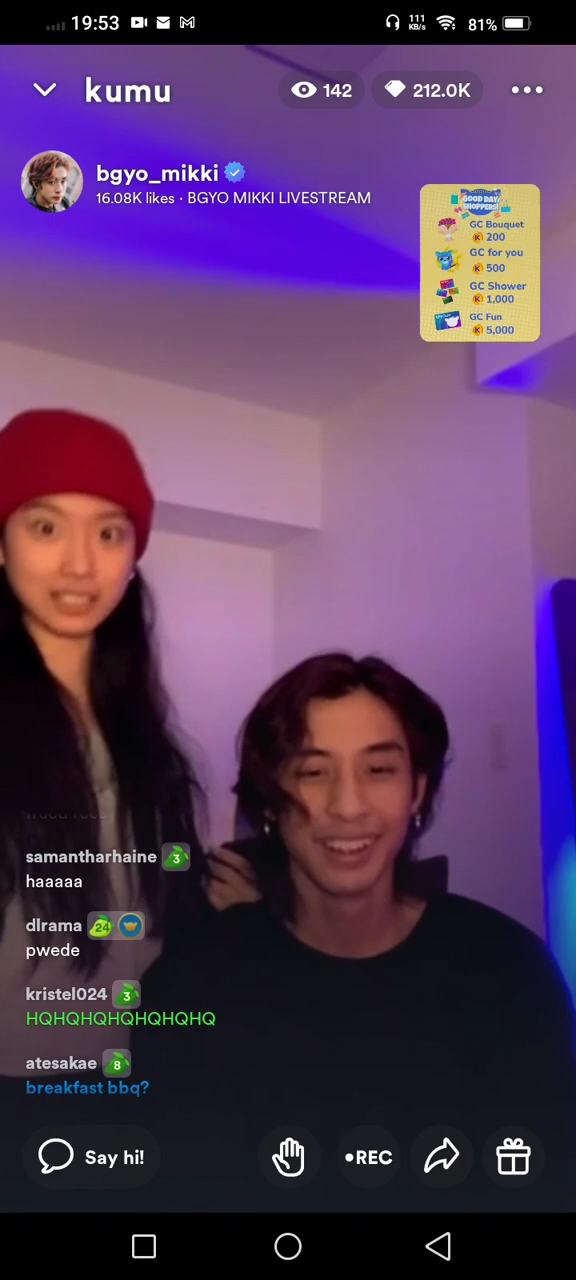 19:53
111
KB/s
81%
kumu
142
212.0K
bgyo_mikki
16.08K likes · BGYO MIKKI LIVESTREAM
GOOD DAY
SHOPPERS!
GC Bouquet
200
GC for you
500
GC Shower
1,000
GC Fun
5,000
samantharhaine 3
haaaaa
dlrama 24
pwede
kristel024 3
HQHQHQHQHQHQHQ
atesakae 8
breakfast bbq?
Say hi!
•REC